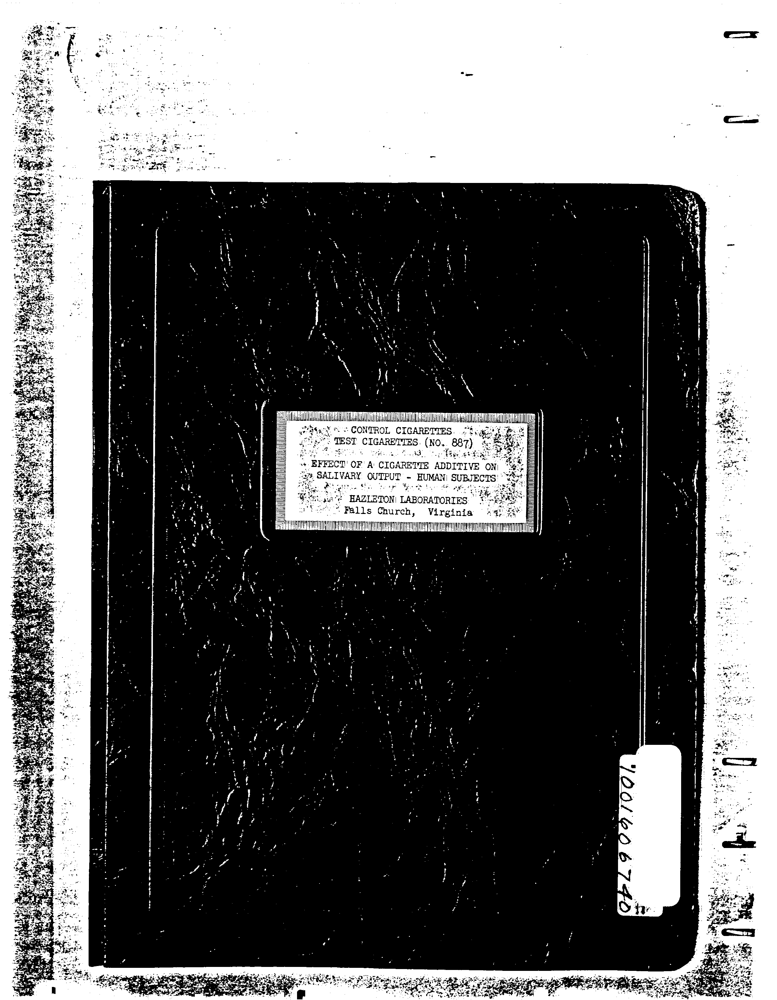 CONTROL CIGARETTES
TEST CIGARETTES (NO. 887)
EFFECT OF A CIGARETTE ADDITIVE ON
SALIVARY OUTPUT - HUMAN SUBJECTS
HAZLETON LABORATORIES
Falls Church, Virginia
1001606740